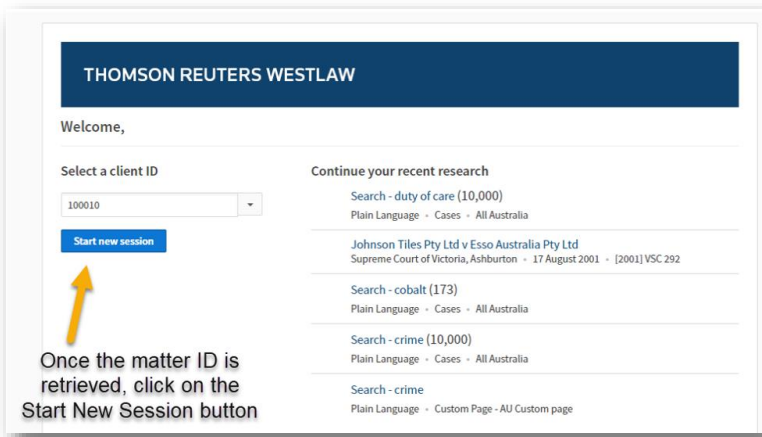 THOMSON REUTERS WESTLAW
Welcome,
Select a client ID
100010
Start new session
Once the matter ID is
retrieved, click on the
Start New Session button
Continue your recent research
Search - duty of care (10,000)
Plain Language • Cases • All Australia
Johnson Tiles Pty Ltd v Esso Australia Pty Ltd
Supreme Court of Victoria, Ashburton • 17 August 2001 • [2001] VSC 292
Search - cobalt (173)
Plain Language • Cases • All Australia
Search - crime (10,000)
Plain Language • Cases • All Australia
Search - crime
Plain Language • Custom Page - AU Custom page